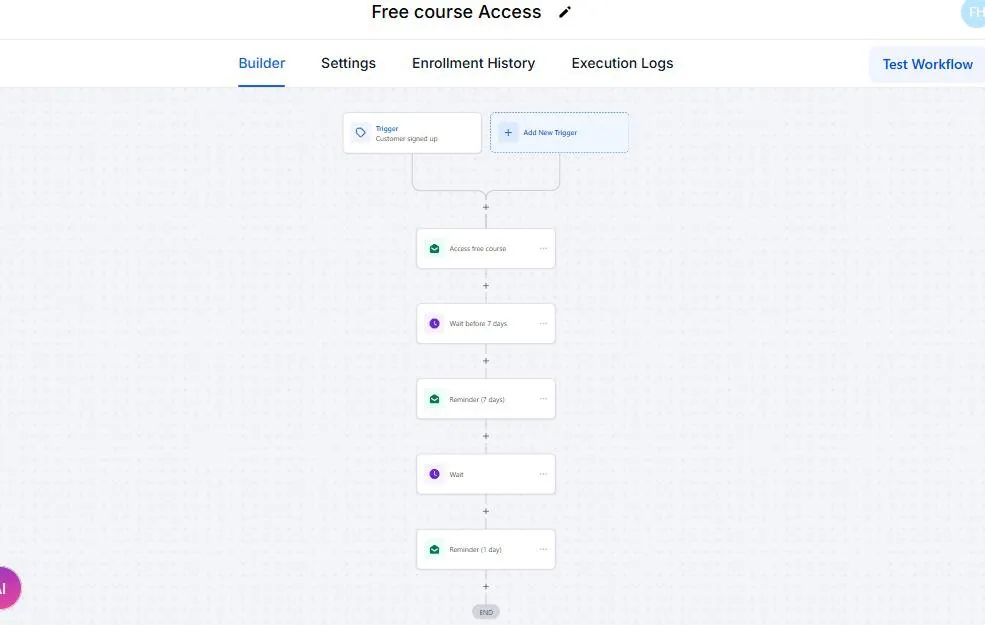 Free course Access
FH
Builder
Settings
Enrollment History
Execution Logs
Test Workflow
Trigger
Customer signed up
Add New Trigger
Access free course
Wait before 7 days
Reminder (7 days)
Wait
Reminder (1 day)
AI
END